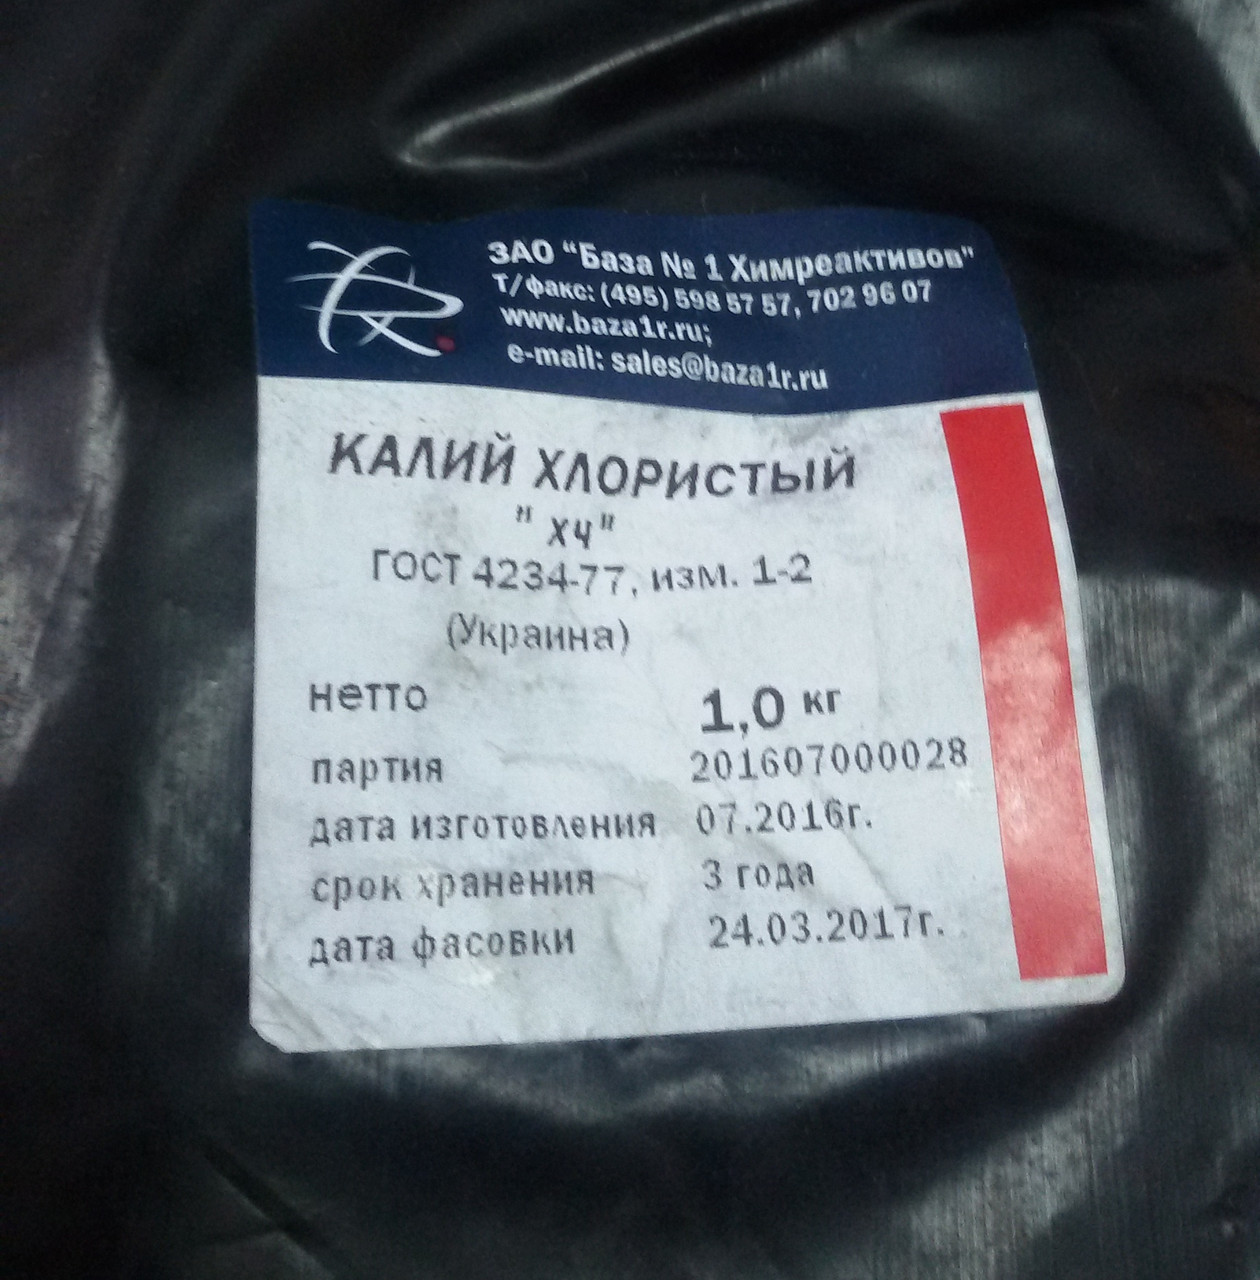 ЗАО "База № 1 Химреактивов"
Т/факс: (495) 598 57 57, 702 96 07
www.baza1r.ru;
e-mail: sales@baza1r.ru
КАЛИЙ ХЛОРИСТЫЙ
"хч"
ГОСТ 4234-77, изм. 1-2
(Украина)
нетто 1,0 кг
партия 201607000028
дата изготовления 07.2016г.
срок хранения 3 года
дата фасовки 24.03.2017г.